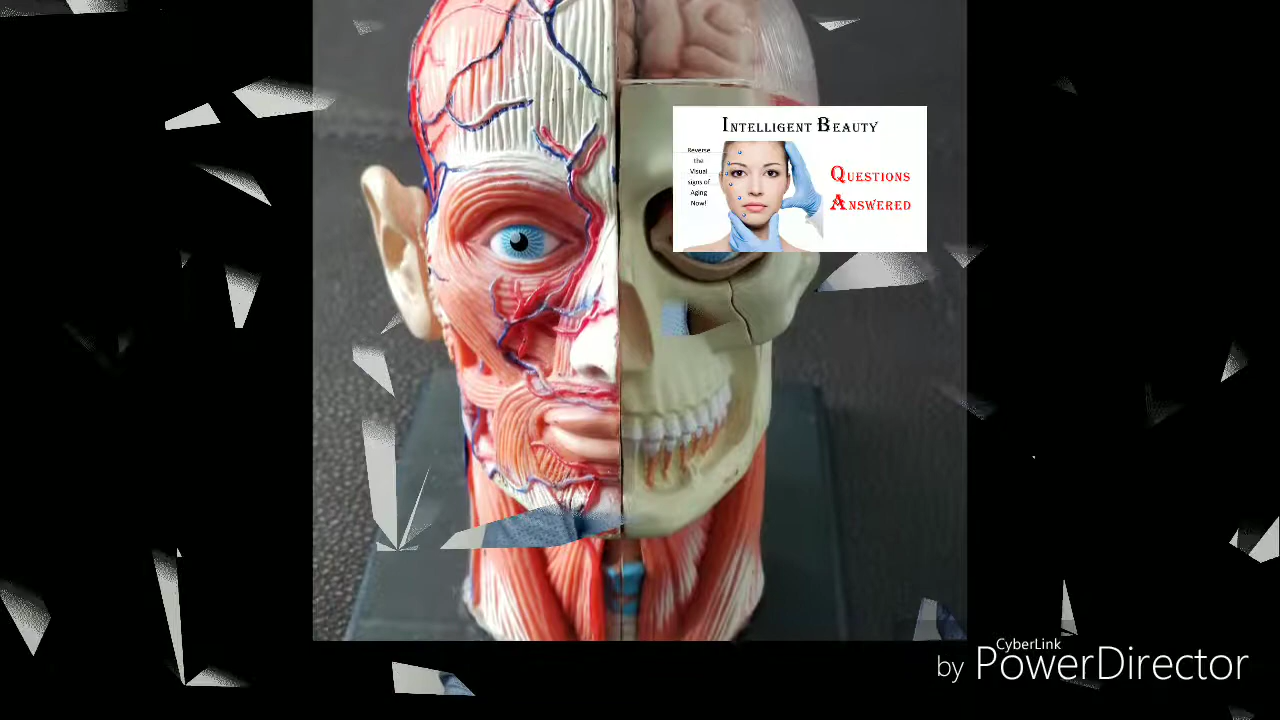 INTELLIGENT BEAUTY
Reverse
the
Visual
signs of
Aging
Now!
QUESTIONS
ANSWERED
CyberLink
by PowerDirector